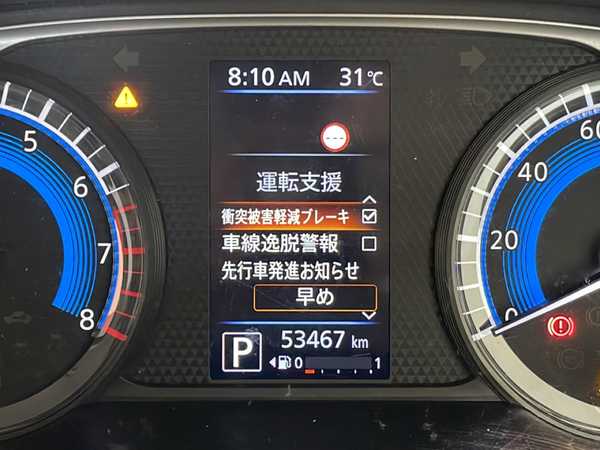 8:10 AM 31℃
運転支援
衝突被害軽減ブレーキ
車線逸脱警報
先行車発進お知らせ
早め
53467 km
P
0 1
5
6
7
8
60
40
20
0